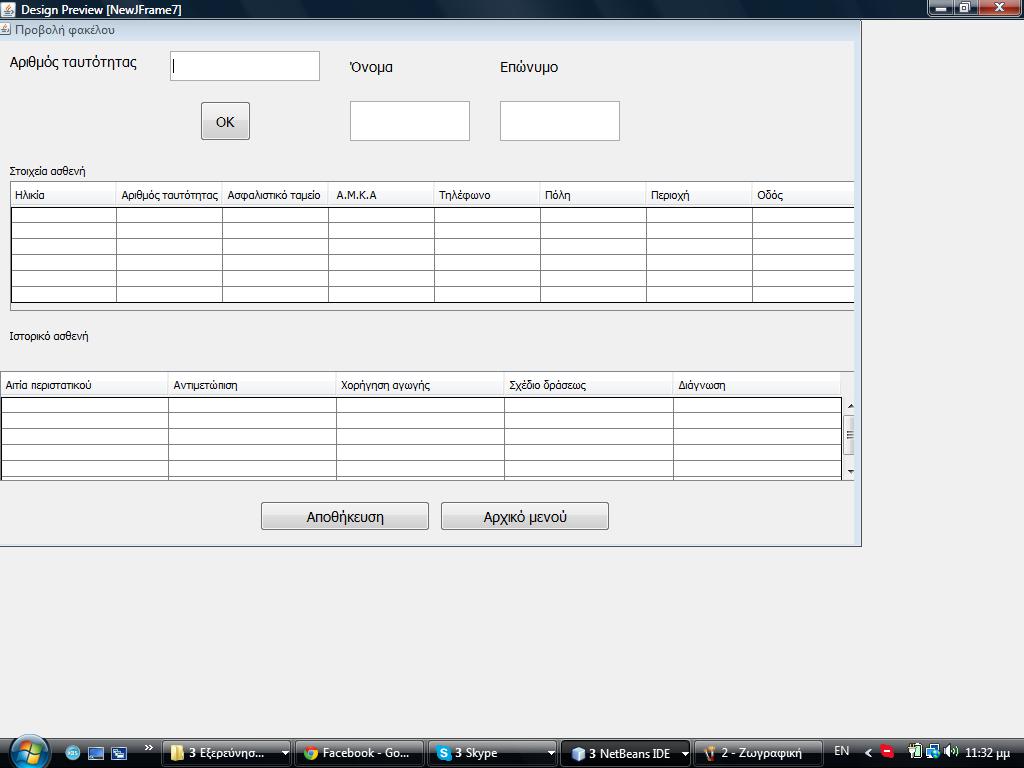 Design Preview [NewJFrame7]
Προβολή φακέλου
Αριθμός ταυτότητας
Όνομα
Επώνυμο
OK
Στοιχεία ασθενή
Ηλικία Αριθμός ταυτότητας Ασφαλιστικό ταμείο Α.Μ.Κ.Α Τηλέφωνο Πόλη Περιοχή Οδός
Ιστορικό ασθενή
Αιτία περιστατικού Αντιμετώπιση Χορήγηση αγωγής Σχέδιο δράσεως Διάγνωση
Αποθήκευση Αρχικό μενού
3 Εξερεύνησ... Facebook - Go... 3 Skype 3 NetBeans IDE 2 - Ζωγραφική EN 11:32 μμ